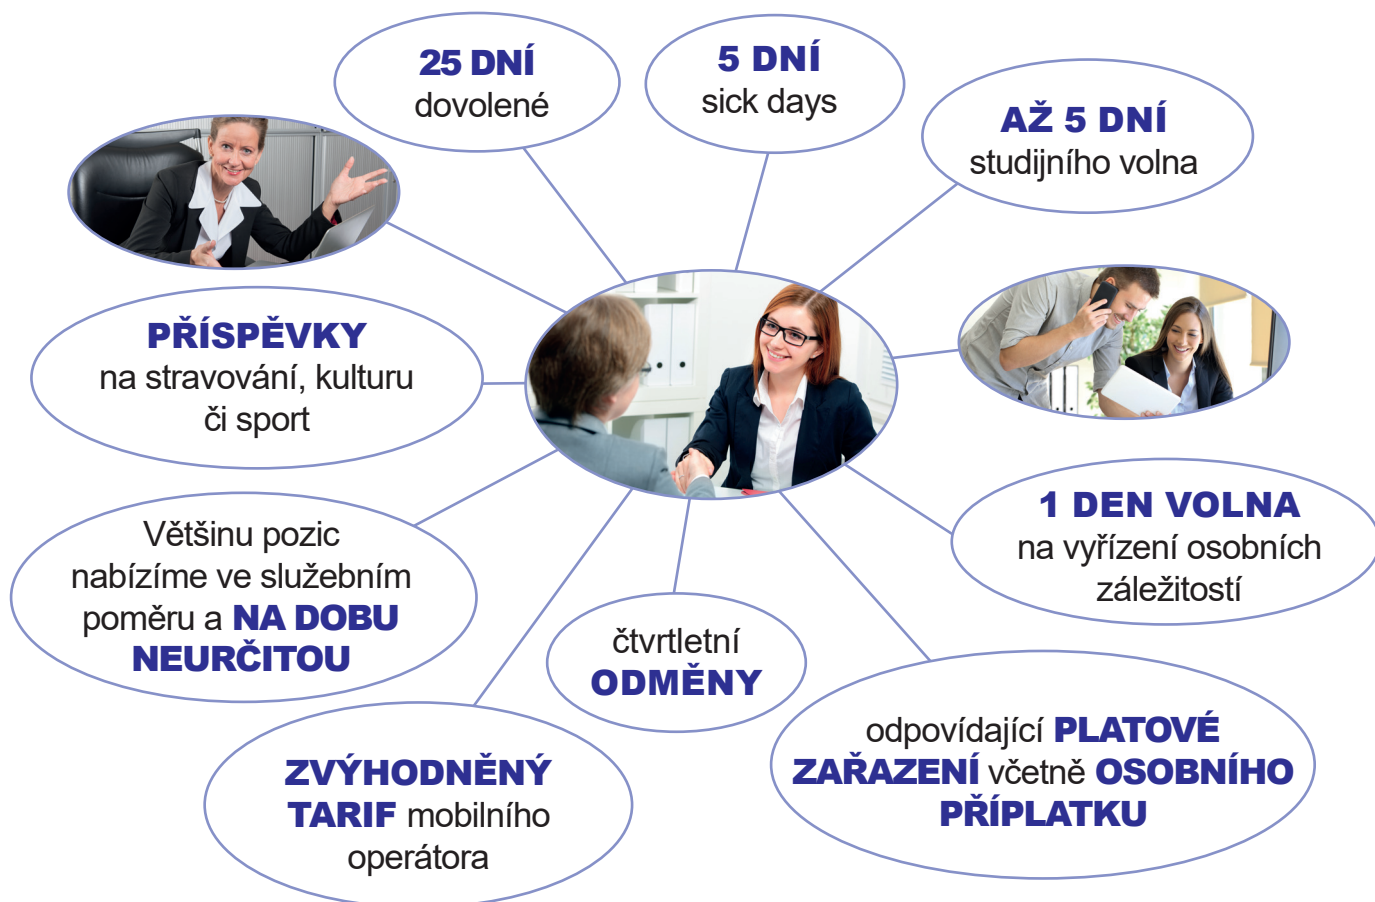 25 DNÍ
dovolené
5 DNÍ
sick days
AŽ 5 DNÍ
studijního volna
PŘÍSPĚVKY
na stravování, kulturu
či sport
1 DEN VOLNA
na vyřízení osobních
záležitostí
Většinu pozic
nabízíme ve služebním
poměru a NA DOBU
NEURČITOU
čtvrtletní
ODMĚNY
odpovídající PLATOVÉ
ZAŘAZENÍ včetně OSOBNÍHO
PŘÍPLATKU
ZVÝHODNĚNÝ
TARIF mobilního
operátora